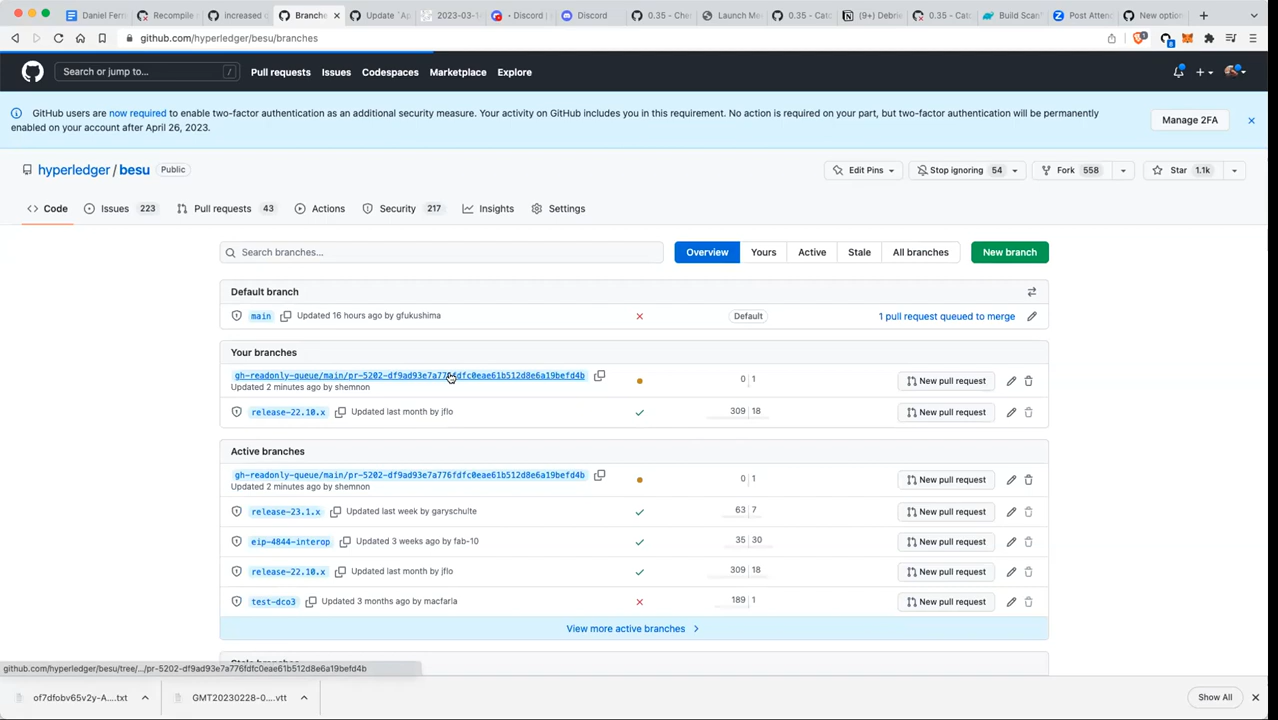 Daniel Ferr
Recompile
increased g
Branche
Update `Ap
2023-03-1
- Discord
Discord
0.35 - Che
Launch Me
0.35 - Cat
(9+) Debrie
0.35 - Cat
Build Scan
Post Atten
New option
github.com/hyperledger/besu/branches
Search or jump to...
/
Pull requests
Issues
Codespaces
Marketplace
Explore
GitHub users are now required to enable two-factor authentication as an additional security measure. Your activity on GitHub includes you in this requirement. No action is required on your part, but two-factor authentication will be permanently
enabled on your account after April 26, 2023.
Manage 2FA
hyperledger / besu Public
Edit Pins
Stop ignoring 54
Fork 558
Star 1.1k
Code
Issues 223
Pull requests 43
Actions
Security 217
Insights
Settings
Search branches...
Overview
Yours
Active
Stale
All branches
New branch
Default branch
main Updated 16 hours ago by gfukushima Default 1 pull request queued to merge
Your branches
gh-readonly-queue/main/pr-5202-df9ad93e7a776fdfc0eae61b512d8e6a19befd4b
Updated 2 minutes ago by shemnon 0 1 New pull request
release-22.10.x Updated last month by jflo 309 18 New pull request
Active branches
gh-readonly-queue/main/pr-5202-df9ad93e7a776fdfc0eae61b512d8e6a19befd4b
Updated 2 minutes ago by shemnon 0 1 New pull request
release-23.1.x Updated last week by garyschulte 63 7 New pull request
eip-4844-interop Updated 3 weeks ago by fab-10 35 30 New pull request
release-22.10.x Updated last month by jflo 309 18 New pull request
test-dco3 Updated 3 months ago by macfarla 189 1 New pull request
View more active branches
Stale branches
github.com/hyperledger/besu/tree/.../pr-5202-df9ad93e7a776fdfc0eae61b512d8e6a19befd4b
of7dfobv65v2y-A....txt
GMT20230228-0....vtt
Show All